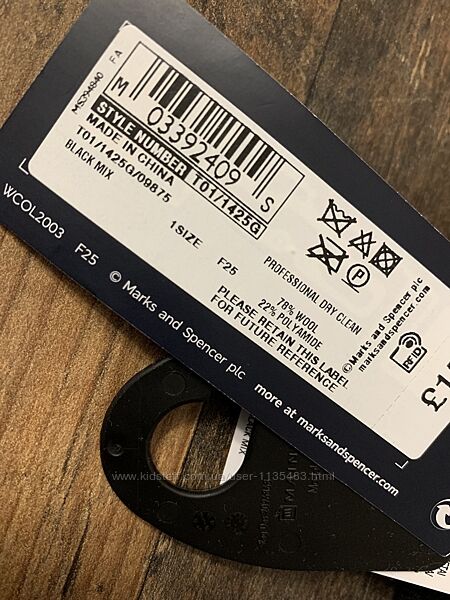 FA
M5394940
M 03392409 S
STYLE NUMBER T01/1425G
MADE IN CHINA
T01/1425G/09875
BLACK MIX
1SIZE F25
PROFESSIONAL DRY CLEAN
78% WOOL
22% POLYAMIDE
PLEASE RETAIN THIS LABEL
FOR FUTURE REFERENCE
©Marks and Spencer plc
marksandspencer.com
P
RFID
WCOL2003 F25 © Marks and Spencer plc
more at marksandspencer.com